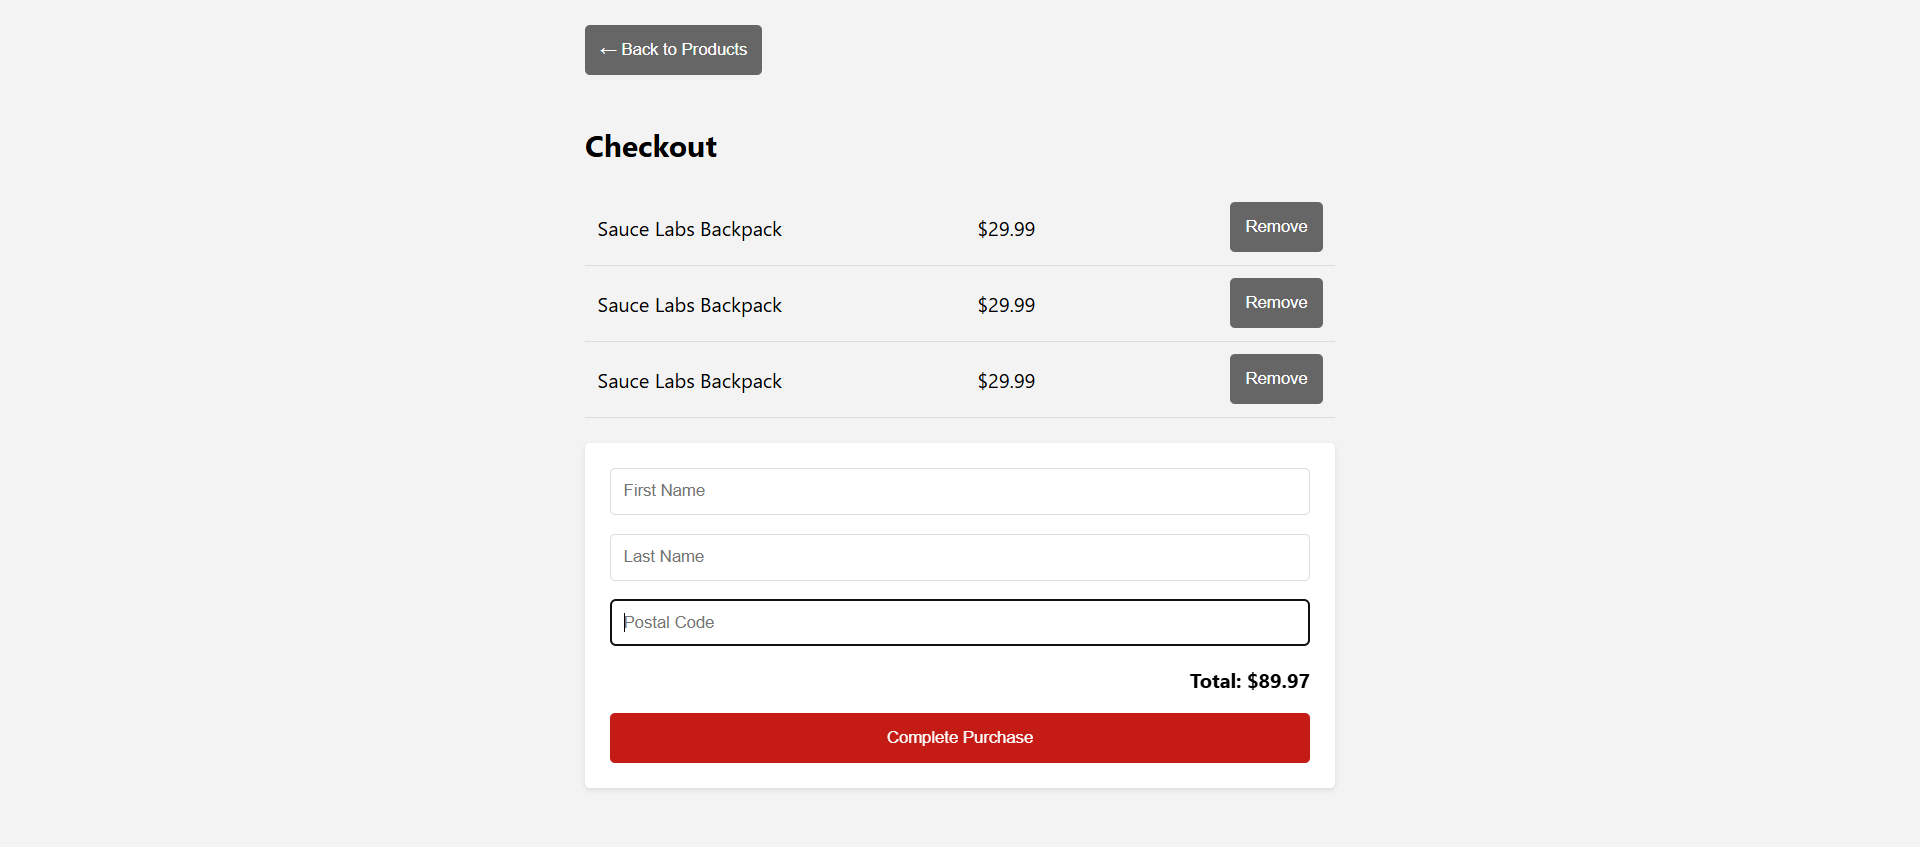 ← Back to Products
Checkout
Sauce Labs Backpack $29.99 Remove
Sauce Labs Backpack $29.99 Remove
Sauce Labs Backpack $29.99 Remove
First Name
Last Name
Postal Code
Total: $89.97
Complete Purchase